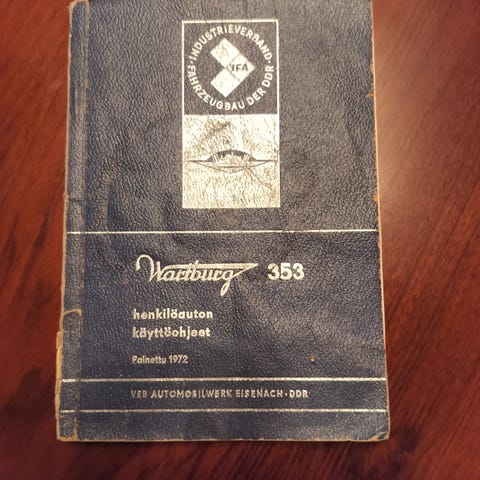 INDUSTRIEVERBAND
FAHRZEUGBAU DER DDR
IFA
Wartburg 353
henkilöauton
käyttöohjeet
Painettu 1972
VEB AUTOMOBILWERK EISENACH · DDR